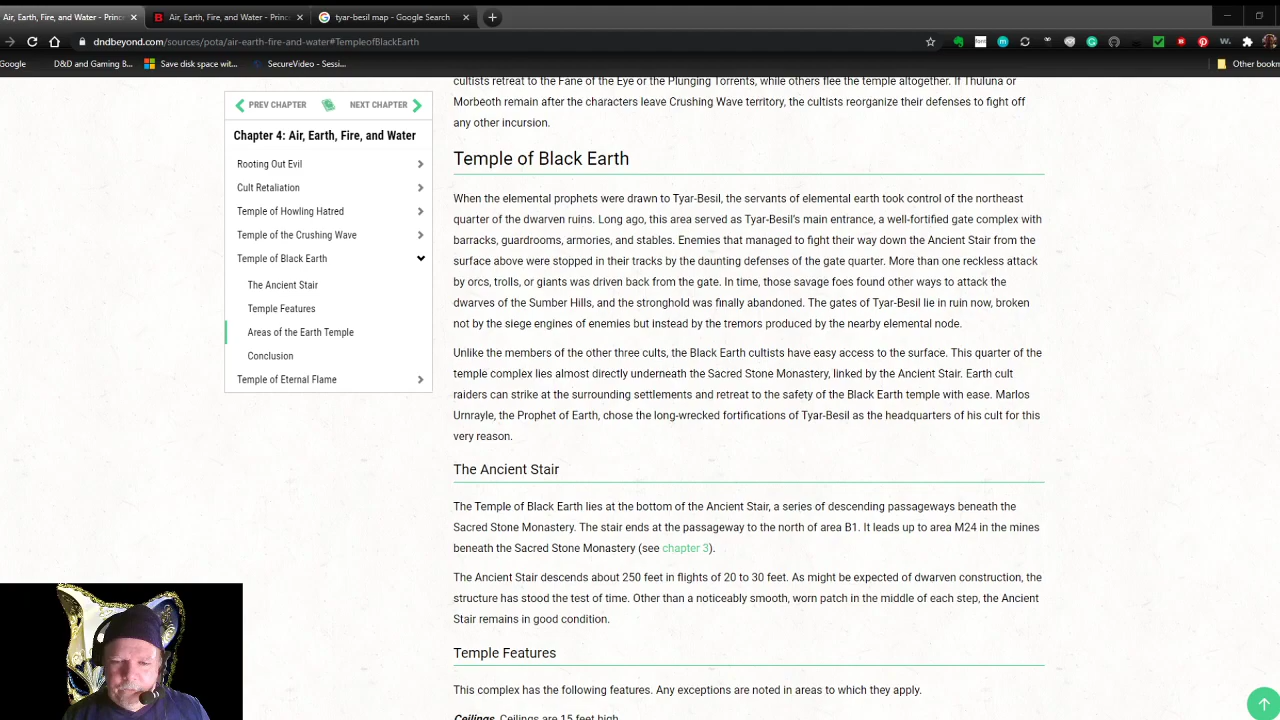 Air, Earth, Fire, and Water - Princ
Air, Earth, Fire, and Water - Princ
tyar-besil map - Google Search
dndbeyond.com/sources/pota/air-earth-fire-and-water#TempleofBlackEarth
Google
D&D and Gaming B...
Save disk space wit...
SecureVideo - Sessi...
Other bookm
PREV CHAPTER
NEXT CHAPTER
Chapter 4: Air, Earth, Fire, and Water
Rooting Out Evil
Cult Retaliation
Temple of Howling Hatred
Temple of the Crushing Wave
Temple of Black Earth
The Ancient Stair
Temple Features
Areas of the Earth Temple
Conclusion
Temple of Eternal Flame
cultists retreat to the Fane of the Eye or the Plunging Torrents, while others flee the temple altogether. If Thuluna or
Morbeoth remain after the characters leave Crushing Wave territory, the cultists reorganize their defenses to fight off
any other incursion.
Temple of Black Earth
When the elemental prophets were drawn to Tyar-Besil, the servants of elemental earth took control of the northeast
quarter of the dwarven ruins. Long ago, this area served as Tyar-Besil's main entrance, a well-fortified gate complex with
barracks, guardrooms, armories, and stables. Enemies that managed to fight their way down the Ancient Stair from the
surface above were stopped in their tracks by the daunting defenses of the gate quarter. More than one reckless attack
by orcs, trolls, or giants was driven back from the gate. In time, those savage foes found other ways to attack the
dwarves of the Sumber Hills, and the stronghold was finally abandoned. The gates of Tyar-Besil lie in ruin now, broken
not by the siege engines of enemies but instead by the tremors produced by the nearby elemental node.
Unlike the members of the other three cults, the Black Earth cultists have easy access to the surface. This quarter of the
temple complex lies almost directly underneath the Sacred Stone Monastery, linked by the Ancient Stair. Earth cult
raiders can strike at the surrounding settlements and retreat to the safety of the Black Earth temple with ease. Marlos
Urnrayle, the Prophet of Earth, chose the long-wrecked fortifications of Tyar-Besil as the headquarters of his cult for this
very reason.
The Ancient Stair
The Temple of Black Earth lies at the bottom of the Ancient Stair, a series of descending passageways beneath the
Sacred Stone Monastery. The stair ends at the passageway to the north of area B1. It leads up to area M24 in the mines
beneath the Sacred Stone Monastery (see chapter 3).
The Ancient Stair descends about 250 feet in flights of 20 to 30 feet. As might be expected of dwarven construction, the
structure has stood the test of time. Other than a noticeably smooth, worn patch in the middle of each step, the Ancient
Stair remains in good condition.
Temple Features
This complex has the following features. Any exceptions are noted in areas to which they apply.
Ceilings. Ceilings are 15 feet high